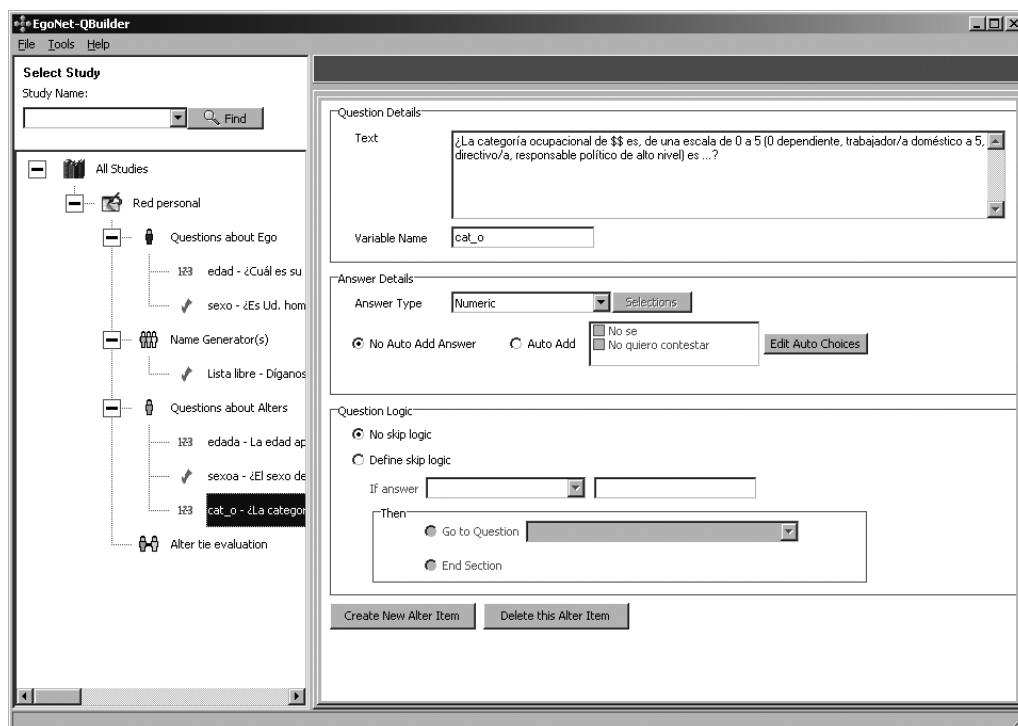 EgoNet-QBuilder
File Tools Help
Select Study
Study Name:
Find
All Studies
Red personal
Questions about Ego
123 edad - ¿Cuál es su
sexo - ¿Es Ud. hom
Name Generator(s)
Lista libre - Díganos
Questions about Alters
123 edada - La edad ap
sexoa - ¿El sexo de
123 cat_o - ¿La categor
Alter tie evaluation
Question Details
Text
¿La categoría ocupacional de $$ es, de una escala de 0 a 5 (0 dependiente, trabajador/a doméstico a 5,
directivo/a, responsable político de alto nivel) es ...?
Variable Name cat_o
Answer Details
Answer Type Numeric Selections
No Auto Add Answer Auto Add
No se
No quiero contestar
Edit Auto Choices
Question Logic
No skip logic
Define skip logic
If answer
Then
Go to Question
End Section
Create New Alter Item Delete this Alter Item